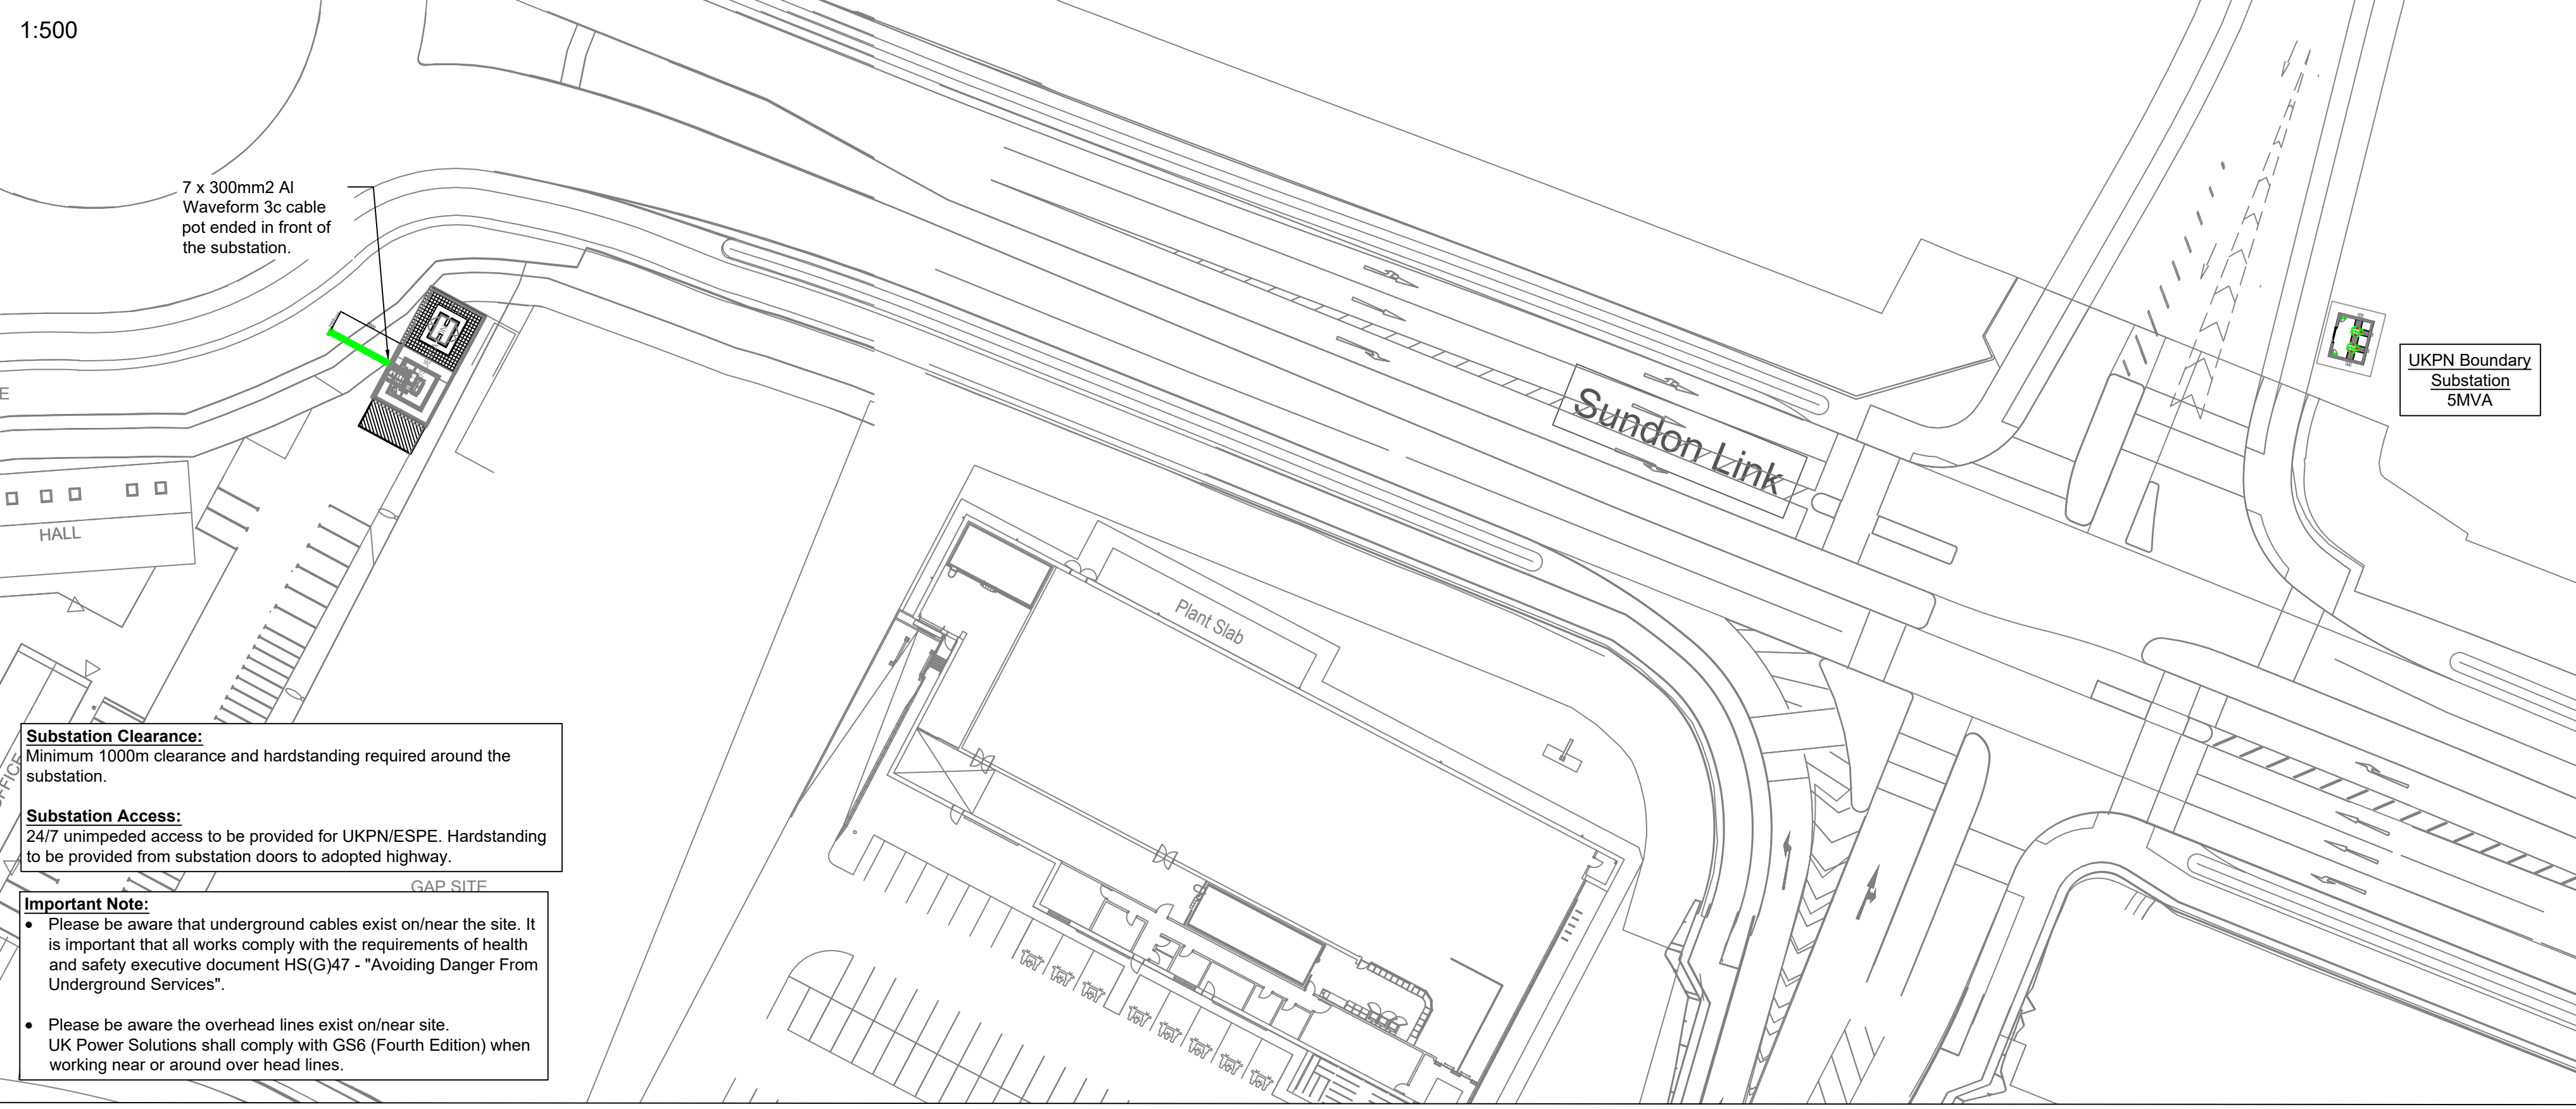 1:500
7 x 300mm2 Al
Waveform 3c cable
pot ended in front of
the substation.
Sundon Link
UKPN Boundary
Substation
5MVA
E
HALL
Plant Slab
Substation Clearance:
Minimum 1000m clearance and hardstanding required around the
substation.
Substation Access:
24/7 unimpeded access to be provided for UKPN/ESPE. Hardstanding
to be provided from substation doors to adopted highway.
GAP SITE
Important Note:
• Please be aware that underground cables exist on/near the site. It
is important that all works comply with the requirements of health
and safety executive document HS(G)47 - "Avoiding Danger From
Underground Services".
• Please be aware the overhead lines exist on/near site.
UK Power Solutions shall comply with GS6 (Fourth Edition) when
working near or around over head lines.